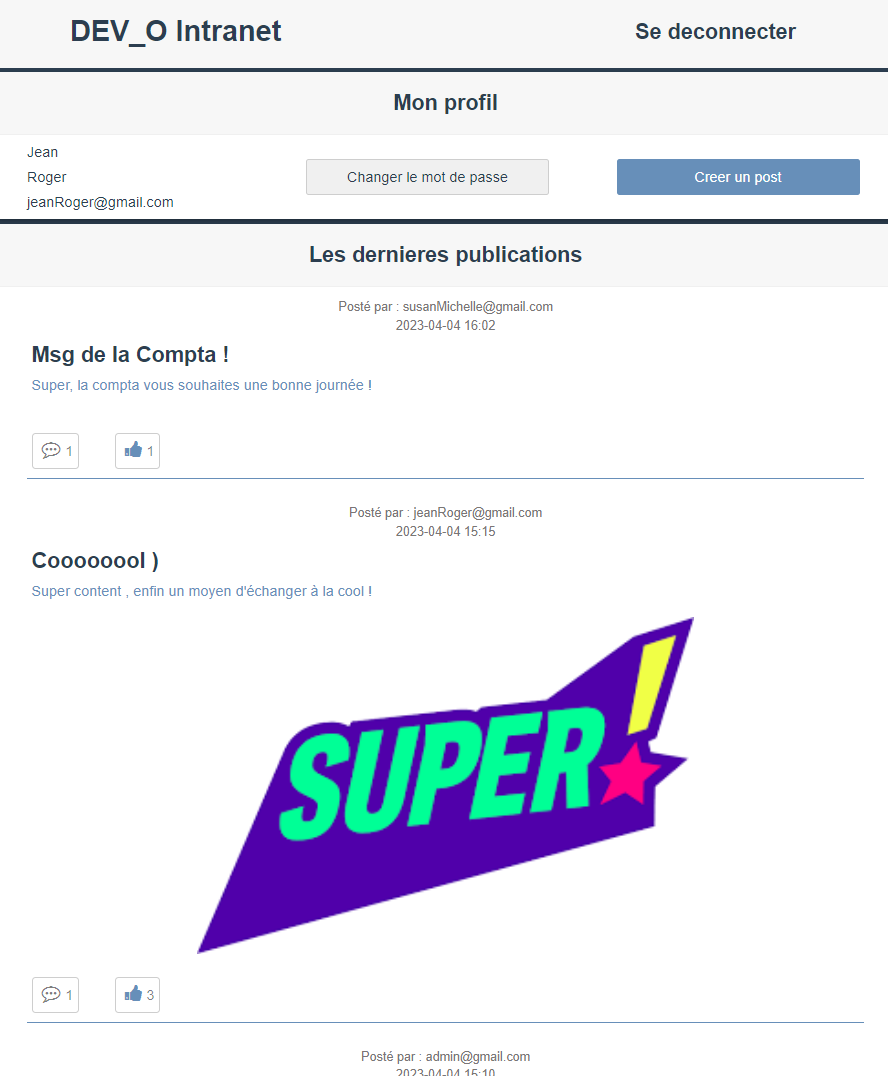 DEV_O Intranet
Se deconnecter
Mon profil
Jean
Roger
jeanRoger@gmail.com
Changer le mot de passe
Creer un post
Les dernieres publications
Posté par : susanMichelle@gmail.com
2023-04-04 16:02
Msg de la Compta !
Super, la compta vous souhaites une bonne journée !
1
1
Posté par : jeanRoger@gmail.com
2023-04-04 15:15
Coooooool )
Super content , enfin un moyen d'échanger à la cool !
SUPER!
1
3
Posté par : admin@gmail.com
2023-04-04 15:10